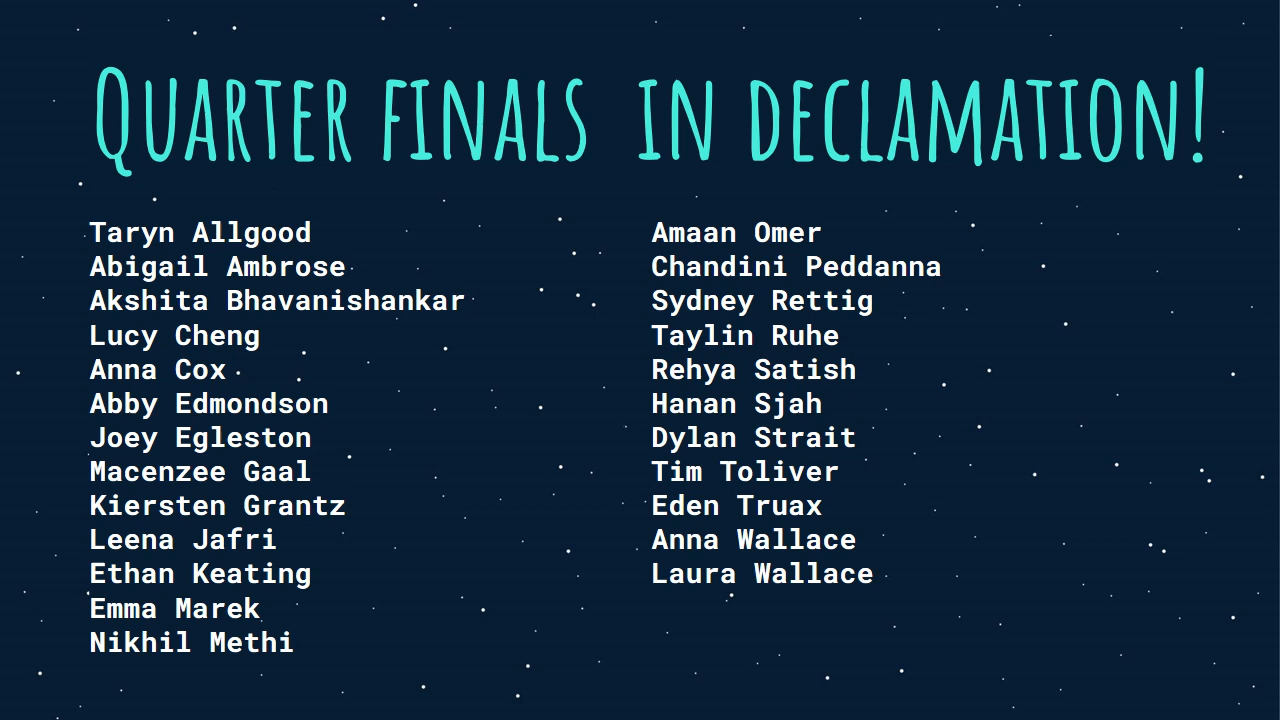 Quarter finals in declamation!
Taryn Allgood
Abigail Ambrose
Akshita Bhavanishankar
Lucy Cheng
Anna Cox
Abby Edmondson
Joey Egleston
Macenzee Gaal
Kiersten Grantz
Leena Jafri
Ethan Keating
Emma Marek
Nikhil Methi
Amaan Omer
Chandini Peddanna
Sydney Rettig
Taylin Ruhe
Rehya Satish
Hanan Sjah
Dylan Strait
Tim Toliver
Eden Truax
Anna Wallace
Laura Wallace